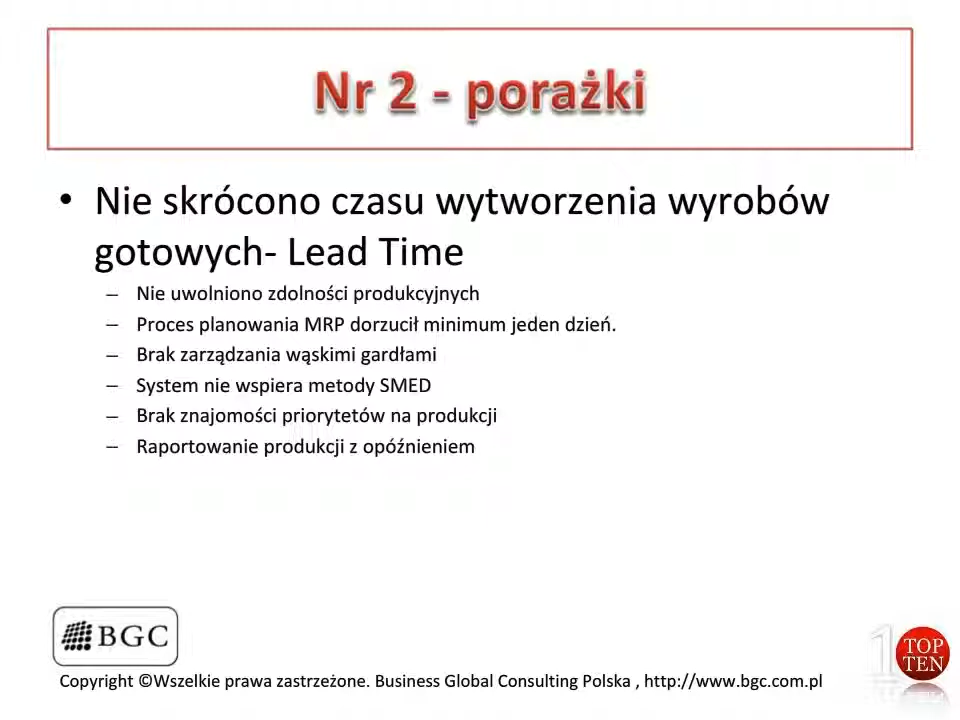 Nr 2 - porażki
• Nie skrócono czasu wytworzenia wyrobów
gotowych- Lead Time
– Nie uwolniono zdolności produkcyjnych
– Proces planowania MRP dorzucił minimum jeden dzień.
– Brak zarządzania wąskimi gardłami
– System nie wspiera metody SMED
– Brak znajomości priorytetów na produkcji
– Raportowanie produkcji z opóźnieniem
BGC
TOP
TEN
Copyright ©Wszelkie prawa zastrzeżone. Business Global Consulting Polska , http://www.bgc.com.pl